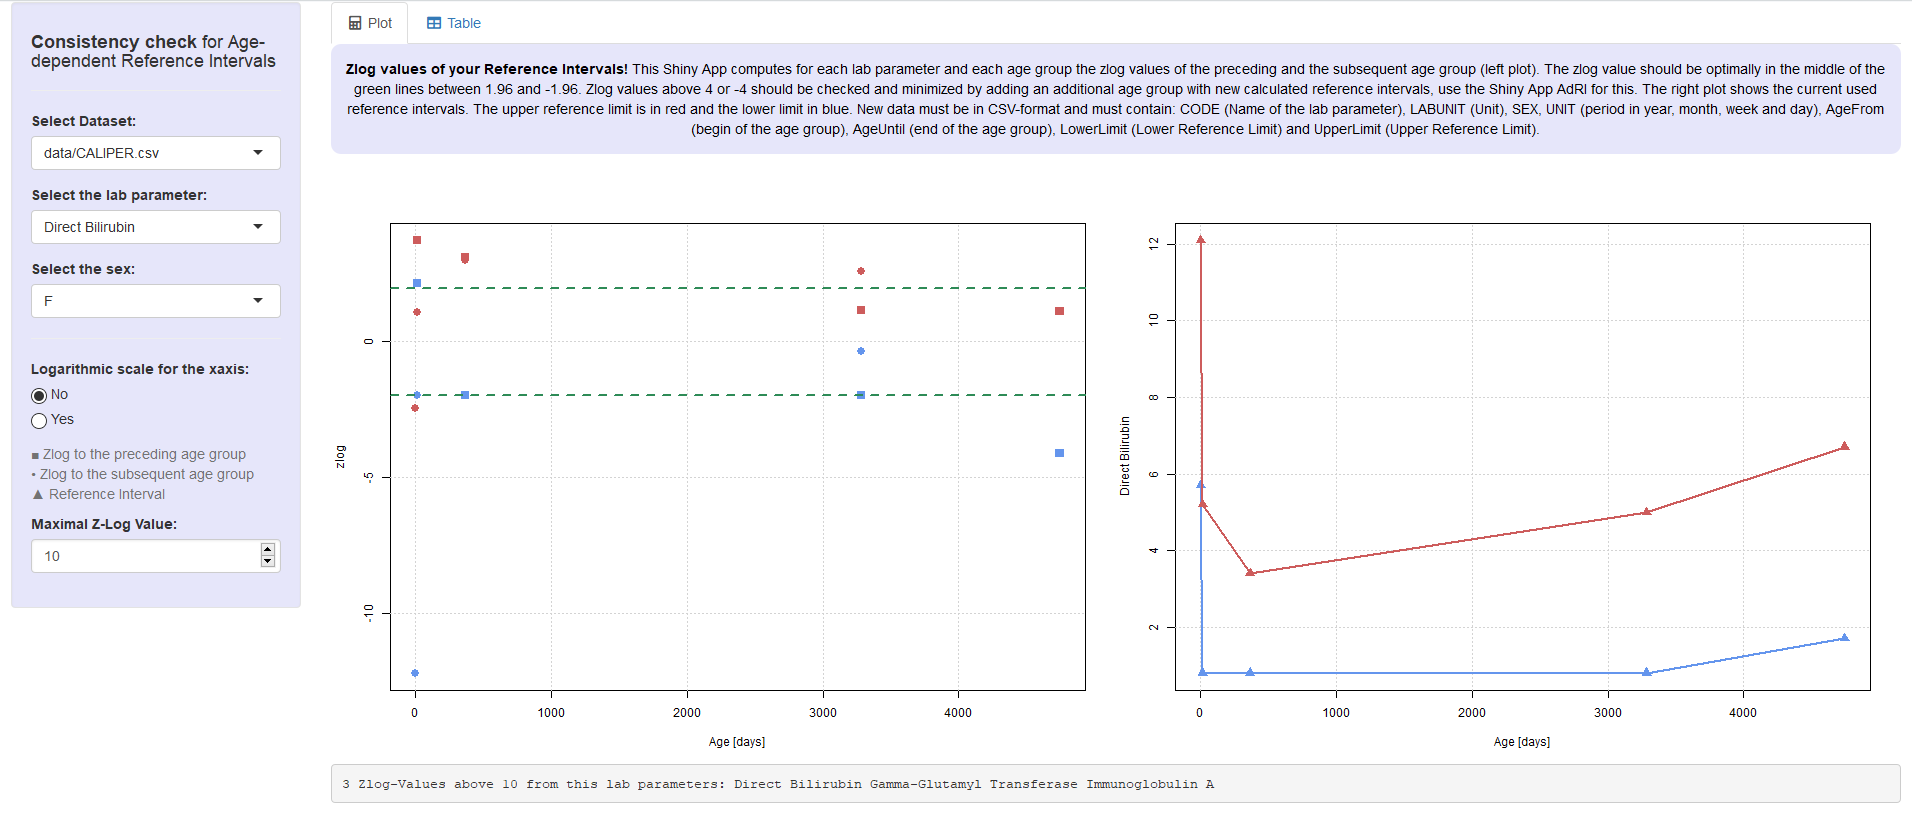 Consistency check for Age-
dependent Reference Intervals
Select Dataset:
data/CALIPER.csv
Select the lab parameter:
Direct Bilirubin
Select the sex:
F
Logarithmic scale for the xaxis:
No
Yes
■ Zlog to the preceding age group
• Zlog to the subsequent age group
▲ Reference Interval
Maximal Z-Log Value:
10
Plot
Table
Zlog values of your Reference Intervals! This Shiny App computes for each lab parameter and each age group the zlog values of the preceding and the subsequent age group (left plot). The zlog value should be optimally in the middle of the
green lines between 1.96 and -1.96. Zlog values above 4 or -4 should be checked and minimized by adding an additional age group with new calculated reference intervals, use the Shiny App AdRI for this. The right plot shows the current used
reference intervals. The upper reference limit is in red and the lower limit in blue. New data must be in CSV-format and must contain: CODE (Name of the lab parameter), LABUNIT (Unit), SEX, UNIT (period in year, month, week and day), AgeFrom
(begin of the age group), AgeUntil (end of the age group), LowerLimit (Lower Reference Limit) and UpperLimit (Upper Reference Limit).
zlog
0
-5
-10
0 1000 2000 3000 4000
Age [days]
Direct Bilirubin
12
10
8
6
4
2
0 1000 2000 3000 4000
Age [days]
3 Zlog-Values above 10 from this lab parameters: Direct Bilirubin Gamma-Glutamyl Transferase Immunoglobulin A